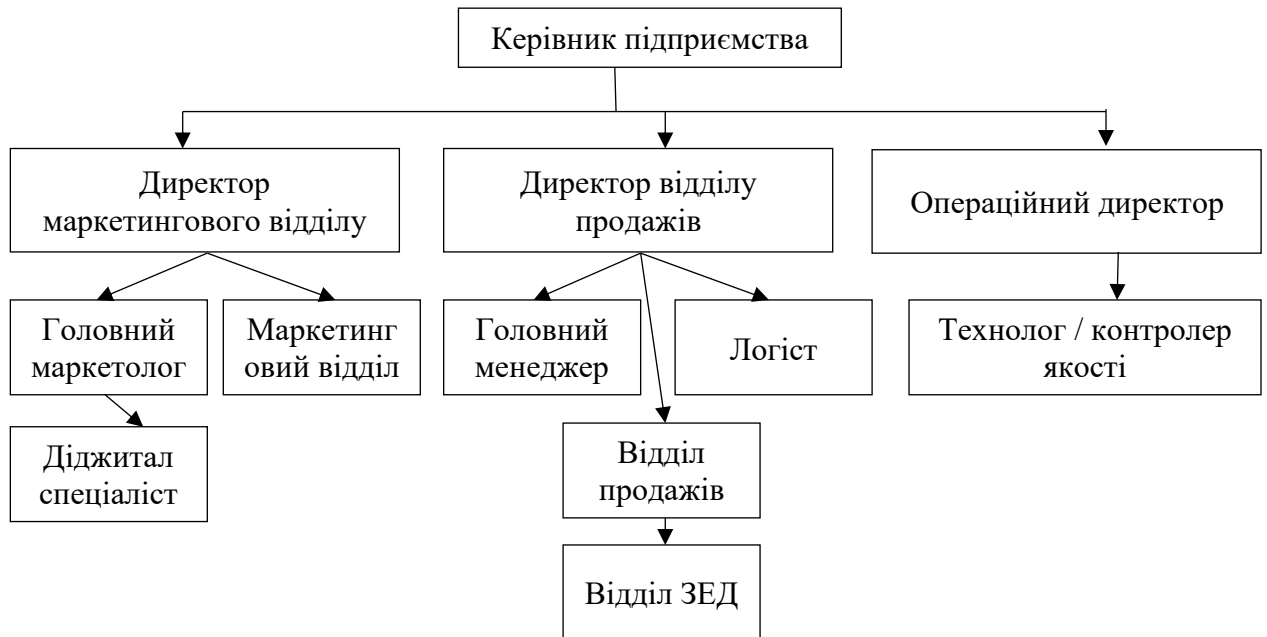 Керівник підприємства
Директор
маркетингового відділу
Директор відділу
продажів
Операційний директор
Головний
маркетолог
Маркетинг
овий відділ
Головний
менеджер
Логіст
Технолог / контролер
якості
Діджитал
спеціаліст
Відділ
продажів
Відділ ЗЕД